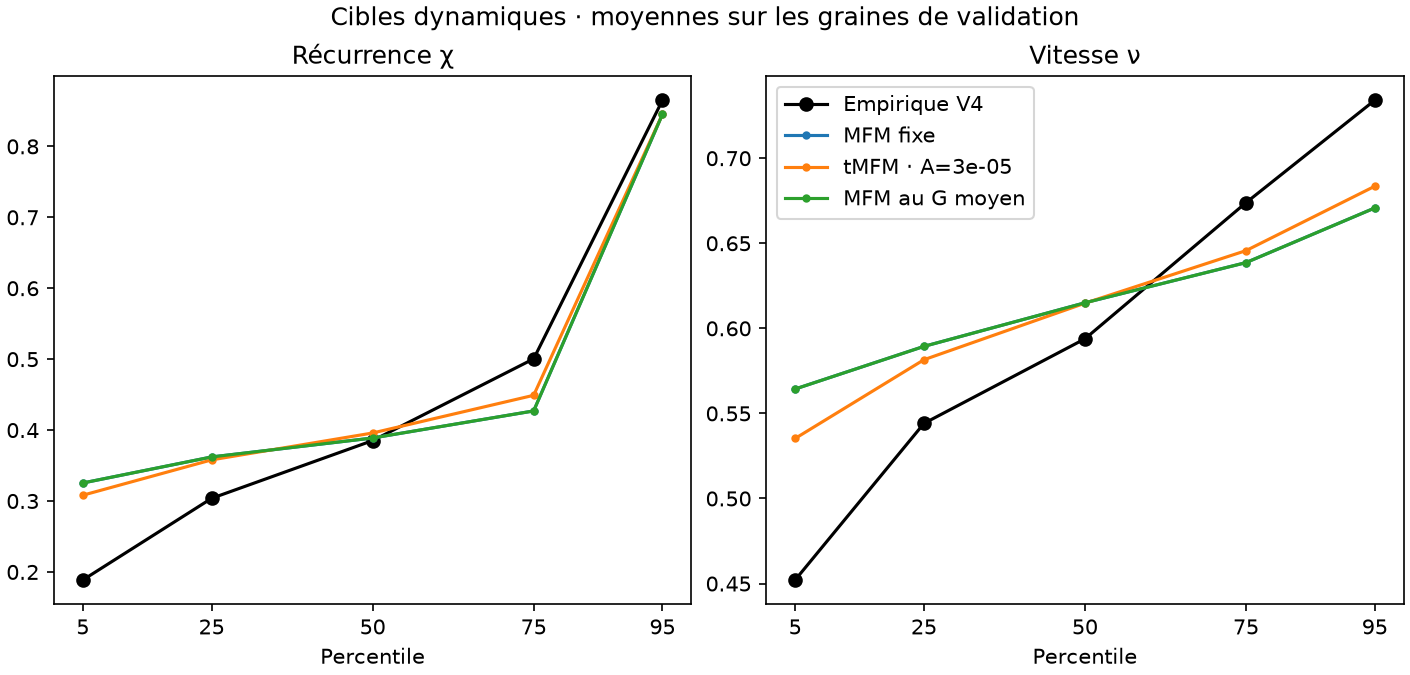 Cibles dynamiques · moyennes sur les graines de validation
Récurrence χ
0.8
0.7
0.6
0.5
0.4
0.3
0.2
5 25 50 75 95
Percentile
Vitesse ν
Empirique V4
MFM fixe
tMFM · A=3e-05
MFM au G moyen
0.70
0.65
0.60
0.55
0.50
0.45
5 25 50 75 95
Percentile